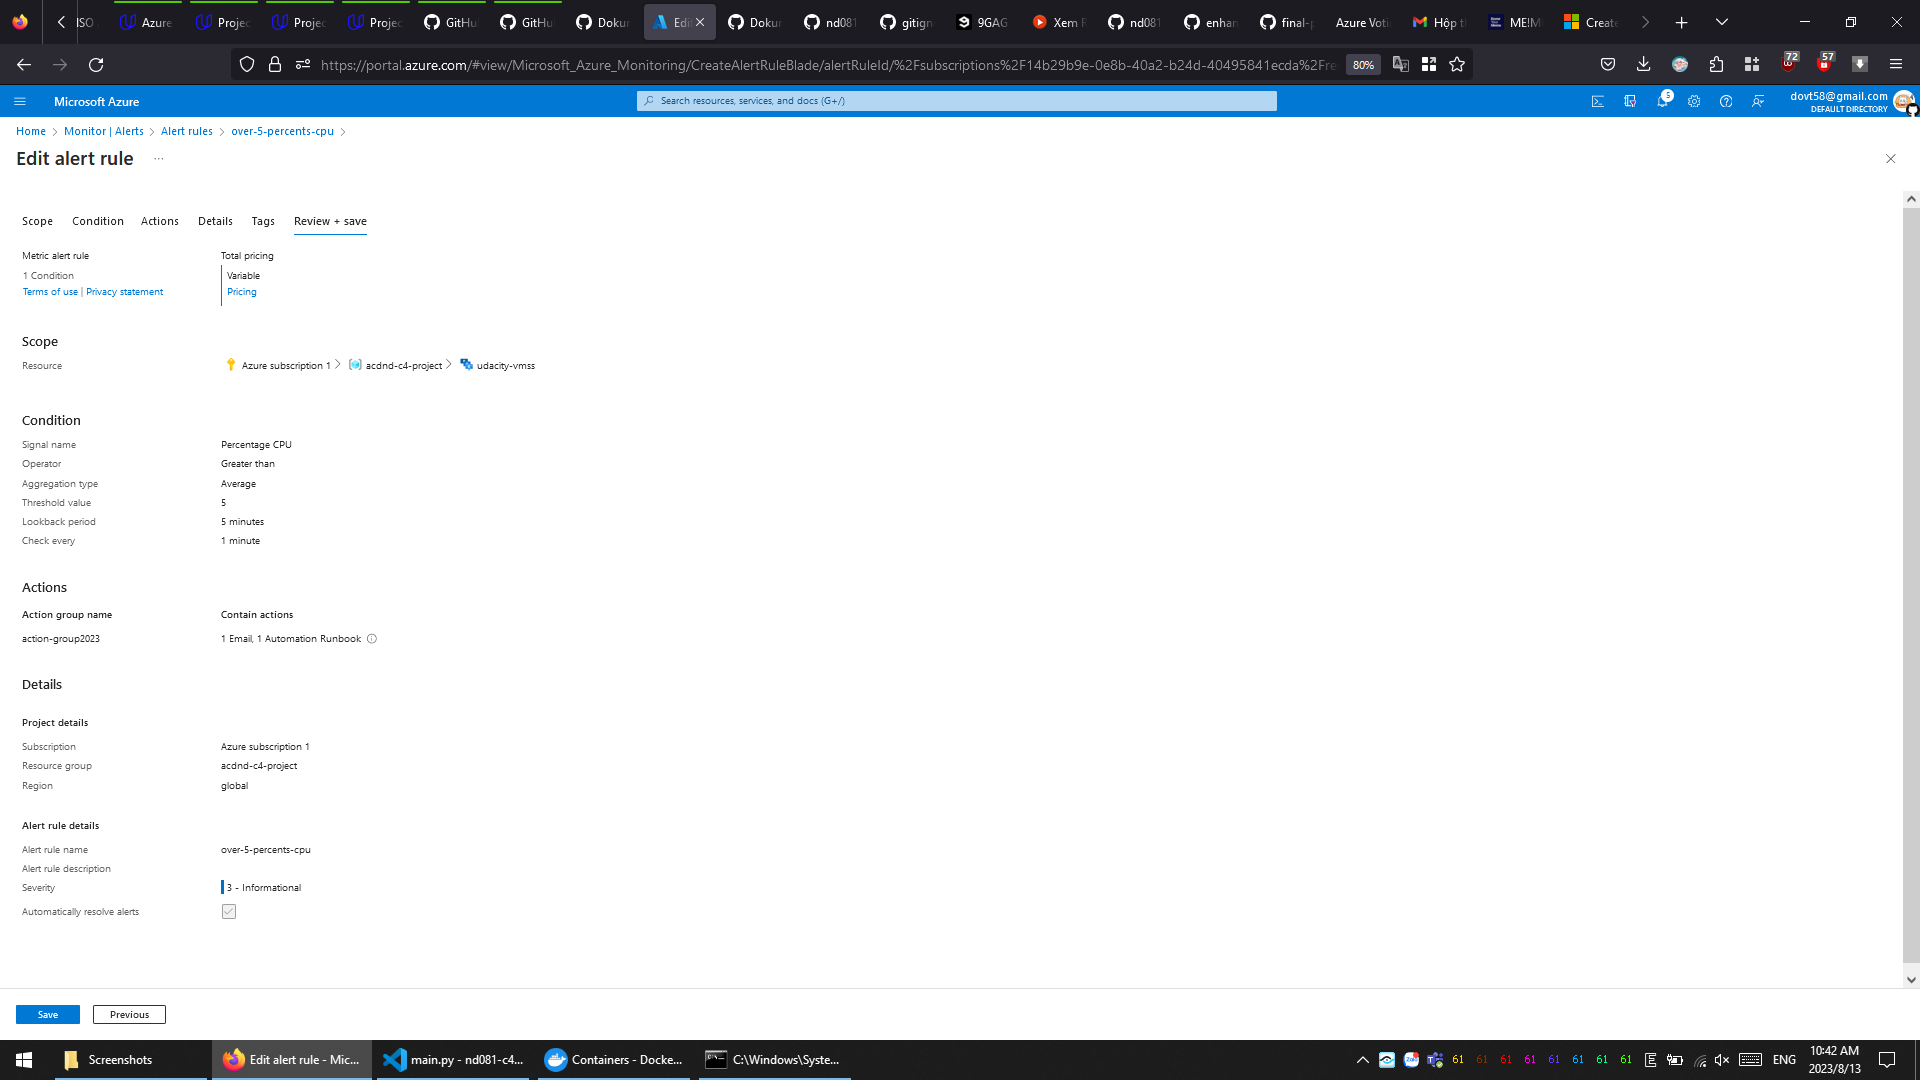 ISO
Azure
Projec
Projec
Projec
GitHu
GitHu
Dokur
Edit
Dokur
nd081
gitign
9GAG
Xem F
nd081
enhan
final-p
Azure Voti
Hộp t
ME!M
Create
https://portal.azure.com/#view/Microsoft_Azure_Monitoring/CreateAlertRuleBlade/alertRuleId/%2Fsubscriptions%2F14b29b9e-0e8b-40a2-b24d-40495841ecda%2Fre
80%
72
57
Microsoft Azure
Search resources, services, and docs (G+/)
5
dovt58@gmail.com
DEFAULT DIRECTORY
Home > Monitor | Alerts > Alert rules > over-5-percents-cpu >
Edit alert rule ...
Scope Condition Actions Details Tags Review + save
Metric alert rule Total pricing
1 Condition Variable
Terms of use | Privacy statement Pricing
Scope
Resource Azure subscription 1 > acdnd-c4-project > udacity-vmss
Condition
Signal name Percentage CPU
Operator Greater than
Aggregation type Average
Threshold value 5
Lookback period 5 minutes
Check every 1 minute
Actions
Action group name Contain actions
action-group2023 1 Email, 1 Automation Runbook
Details
Project details
Subscription Azure subscription 1
Resource group acdnd-c4-project
Region global
Alert rule details
Alert rule name over-5-percents-cpu
Alert rule description
Severity 3 - Informational
Automatically resolve alerts
Save Previous
Screenshots
Edit alert rule - Mic...
main.py - nd081-c4...
Containers - Docke...
C:\Windows\Syste...
61 61 61 61 61 61 61 61
ENG
10:42 AM
2023/8/13